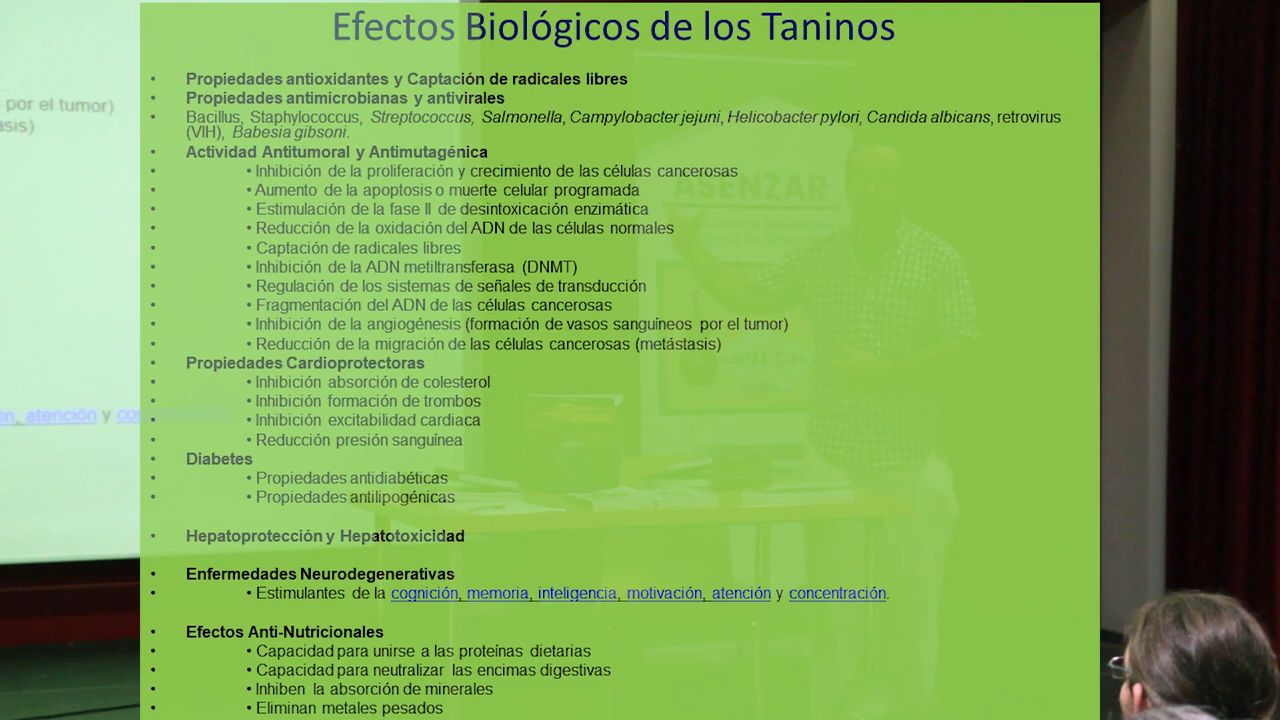 Efectos Biológicos de los Taninos
por el tumor)
asis)
• Propiedades antioxidantes y Captación de radicales libres
• Propiedades antimicrobianas y antivirales
• Bacillus, Staphylococcus, Streptococcus, Salmonella, Campylobacter jejuni, Helicobacter pylori, Candida albicans, retrovirus
(VIH), Babesia gibsoni.
• Actividad Antitumoral y Antimutagénica
• • Inhibición de la proliferación y crecimiento de las células cancerosas
• • Aumento de la apoptosis o muerte celular programada
• • Estimulación de la fase II de desintoxicación enzimática
• • Reducción de la oxidación del ADN de las células normales
• • Captación de radicales libres
• • Inhibición de la ADN metiltransferasa (DNMT)
• • Regulación de los sistemas de señales de transducción
• • Fragmentación del ADN de las células cancerosas
• • Inhibición de la angiogénesis (formación de vasos sanguíneos por el tumor)
• • Reducción de la migración de las células cancerosas (metástasis)
• Propiedades Cardioprotectoras
• • Inhibición absorción de colesterol
• • Inhibición formación de trombos
• • Inhibición excitabilidad cardiaca
• • Reducción presión sanguínea
• Diabetes
• • Propiedades antidiabéticas
• • Propiedades antilipogénicas
• Hepatoprotección y Hepatotoxicidad
• Enfermedades Neurodegenerativas
• • Estimulantes de la cognición, memoria, inteligencia, motivación, atención y concentración.
• Efectos Anti-Nutricionales
• • Capacidad para unirse a las proteínas dietarias
• • Capacidad para neutralizar las encimas digestivas
• • Inhiben la absorción de minerales
• • Eliminan metales pesados
ón, atención y
ASENZAR